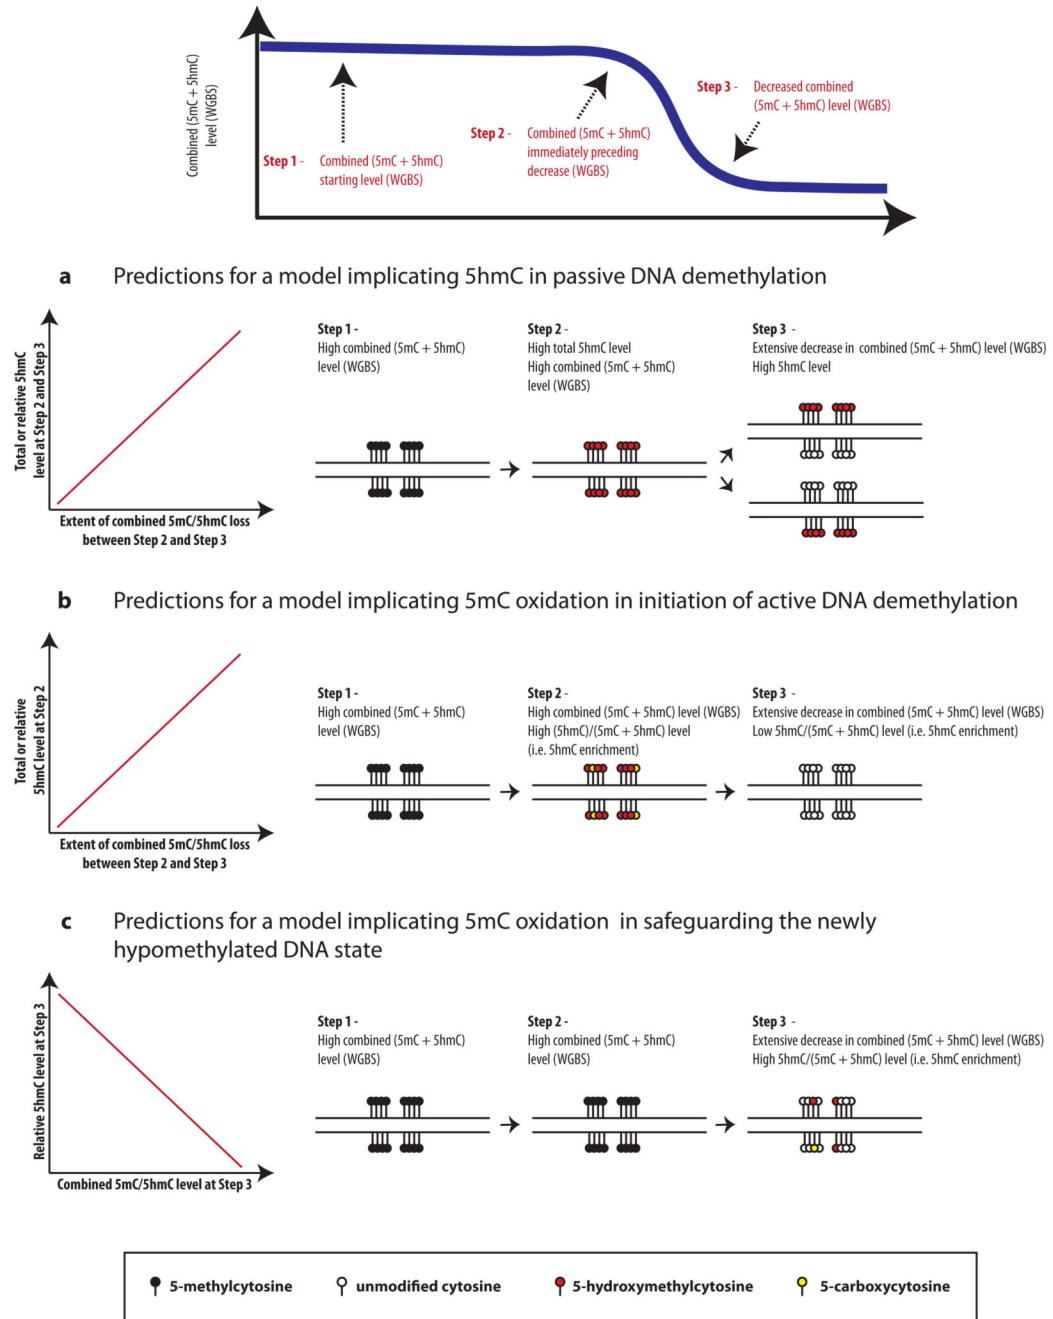 Combined (5mC + 5hmC)
level (WGBS)
Step 1 - Combined (5mC + 5hmC)
starting level (WGBS)
Step 2 - Combined (5mC + 5hmC)
immediately preceding
decrease (WGBS)
Step 3 - Decreased combined
(5mC + 5hmC) level (WGBS)
a Predictions for a model implicating 5hmC in passive DNA demethylation
Total or relative 5hmC
level at Step 2 and Step 3
Extent of combined 5mC/5hmC loss
between Step 2 and Step 3
Step 1 -
High combined (5mC + 5hmC)
level (WGBS)
Step 2 -
High total 5hmC level
High combined (5mC + 5hmC)
level (WGBS)
Step 3 -
Extensive decrease in combined (5mC + 5hmC) level (WGBS)
High 5hmC level
b Predictions for a model implicating 5mC oxidation in initiation of active DNA demethylation
Total or relative
5hmC level at Step 2
Extent of combined 5mC/5hmC loss
between Step 2 and Step 3
Step 1 -
High combined (5mC + 5hmC)
level (WGBS)
Step 2 -
High combined (5mC + 5hmC) level (WGBS)
High (5hmC)/(5mC + 5hmC) level
(i.e. 5hmC enrichment)
Step 3 -
Extensive decrease in combined (5mC + 5hmC) level (WGBS)
Low 5hmC/(5mC + 5hmC) level (i.e. 5hmC enrichment)
c Predictions for a model implicating 5mC oxidation in safeguarding the newly
hypomethylated DNA state
Relative 5hmC level at Step 3
Combined 5mC/5hmC level at Step 3
Step 1 -
High combined (5mC + 5hmC)
level (WGBS)
Step 2 -
High combined (5mC + 5hmC)
level (WGBS)
Step 3 -
Extensive decrease in combined (5mC + 5hmC) level (WGBS)
High 5hmC/(5mC + 5hmC) level (i.e. 5hmC enrichment)
5-methylcytosine
unmodified cytosine
5-hydroxymethylcytosine
5-carboxycytosine